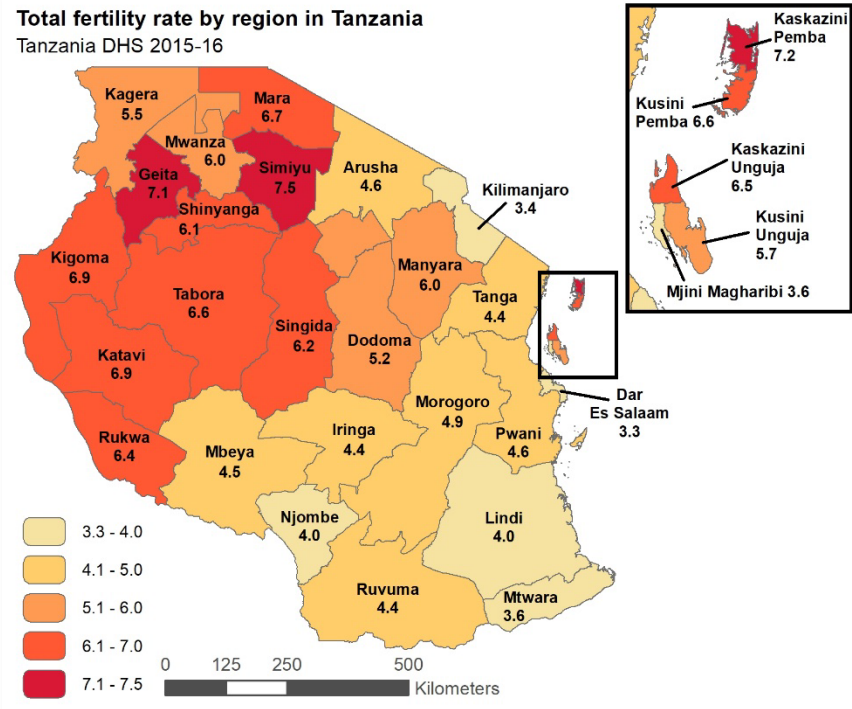 Total fertility rate by region in Tanzania
Tanzania DHS 2015-16
Kagera
5.5
Mara
6.7
Mwanza
6.0
Geita
7.1
Simiyu
7.5
Arusha
4.6
Kilimanjaro
3.4
Shinyanga
6.1
Kigoma
6.9
Tabora
6.6
Singida
6.2
Manyara
6.0
Tanga
4.4
Dodoma
5.2
Katavi
6.9
Rukwa
6.4
Mbeya
4.5
Iringa
4.4
Morogoro
4.9
Pwani
4.6
Dar
Es Salaam
3.3
Njombe
4.0
Lindi
4.0
Ruvuma
4.4
Mtwara
3.6
Kaskazini
Pemba
7.2
Kusini
Pemba 6.6
Kaskazini
Unguja
6.5
Kusini
Unguja
5.7
Mjini Magharibi 3.6
3.3 - 4.0
4.1 - 5.0
5.1 - 6.0
6.1 - 7.0
7.1 - 7.5
0 125 250 500
Kilometers